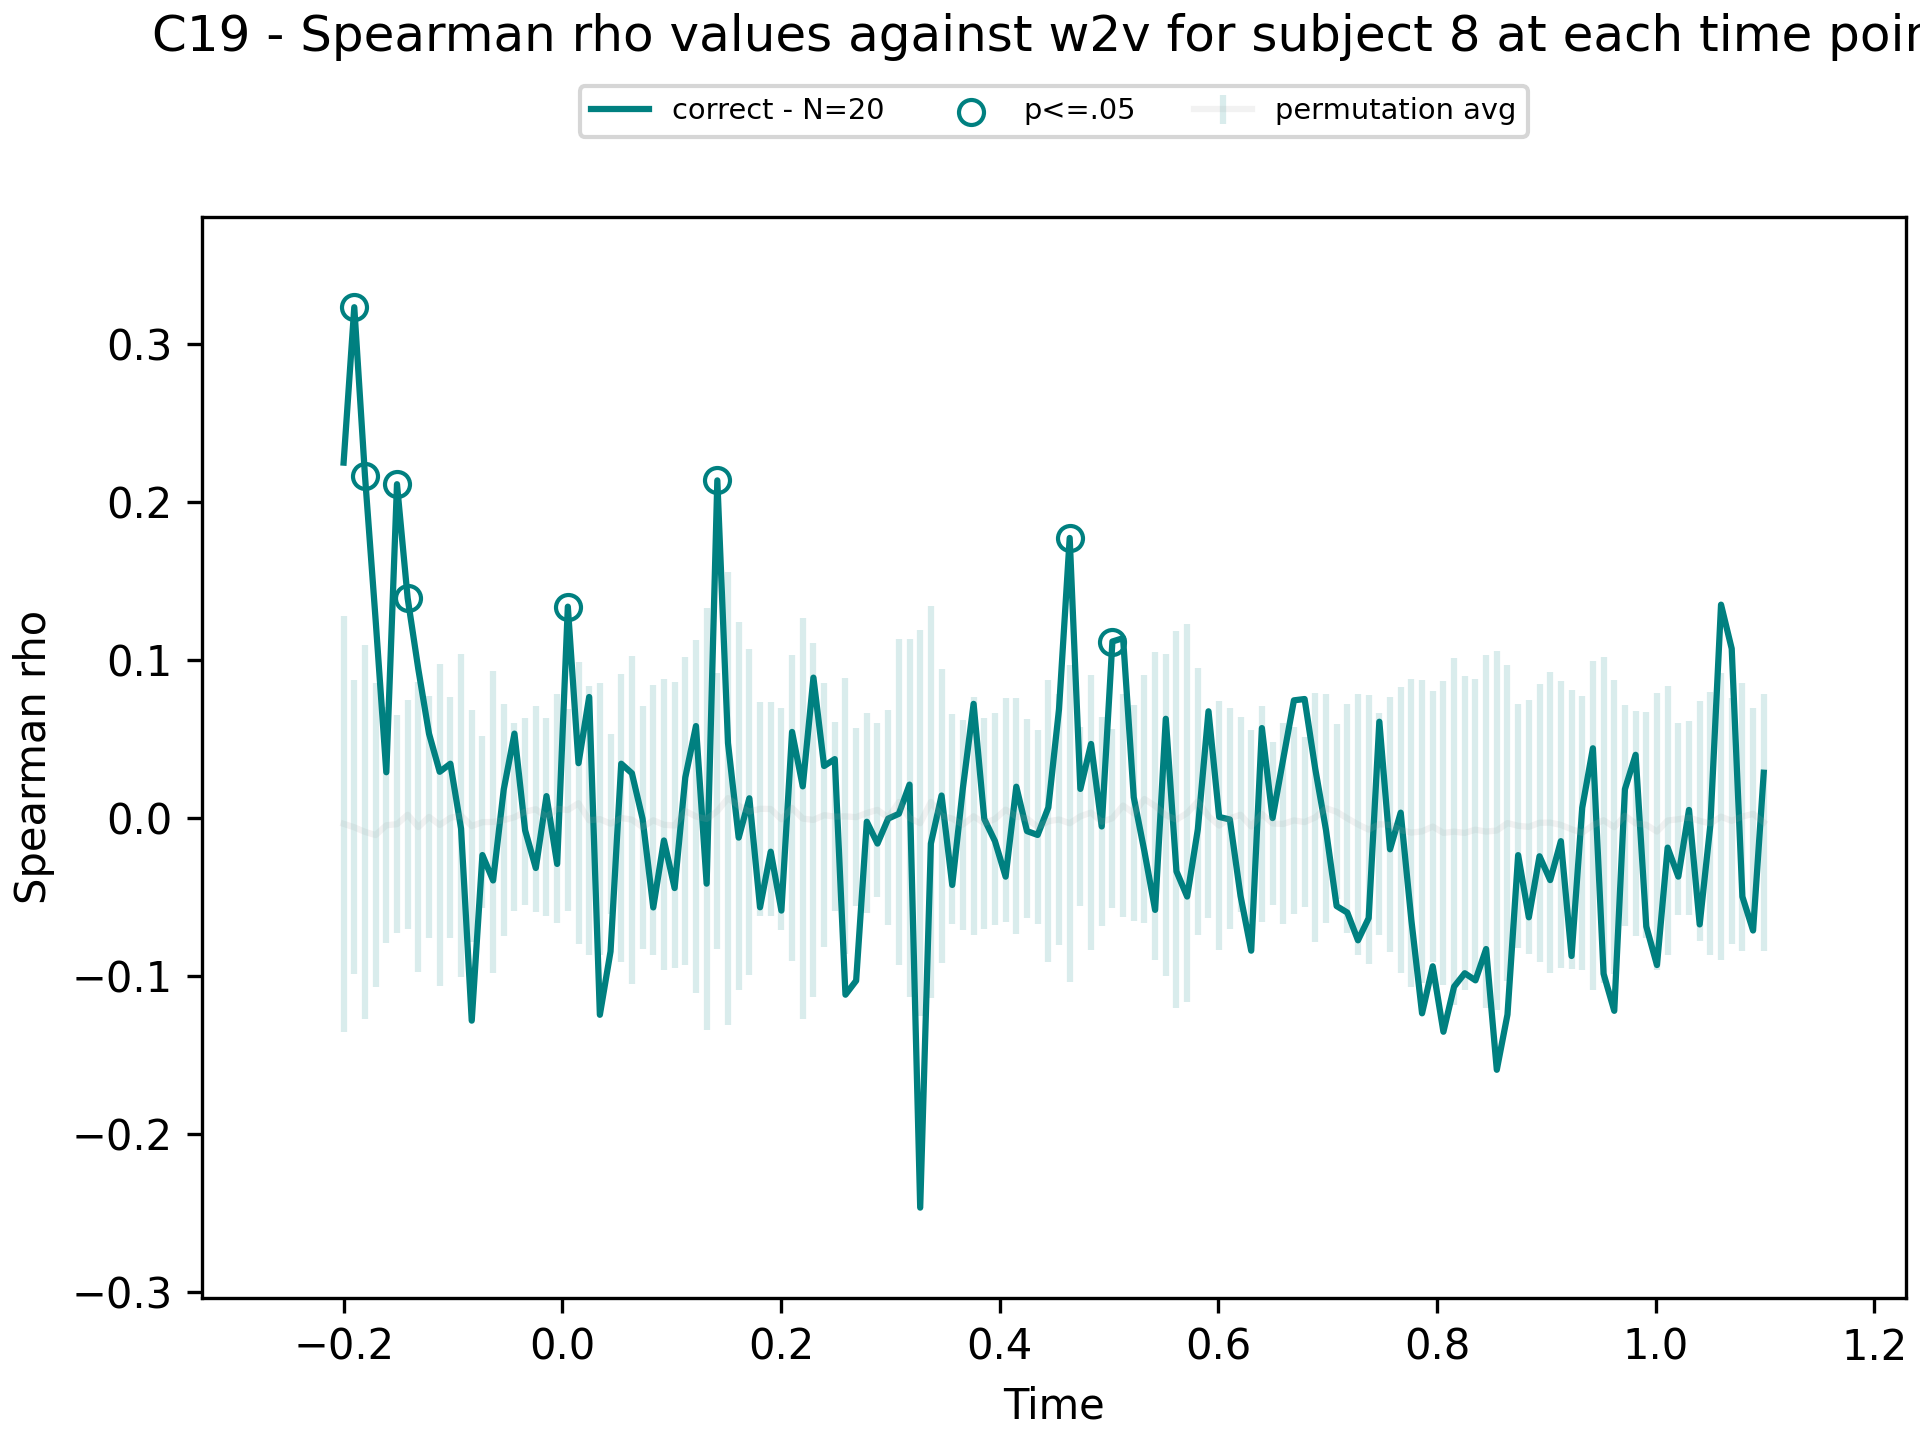 C19 - Spearman rho values against w2v for subject 8 at each time poin
correct - N=20 p<=.05 permutation avg
Spearman rho
0.3
0.2
0.1
0.0
−0.1
−0.2
−0.3
−0.2 0.0 0.2 0.4 0.6 0.8 1.0 1.2
Time